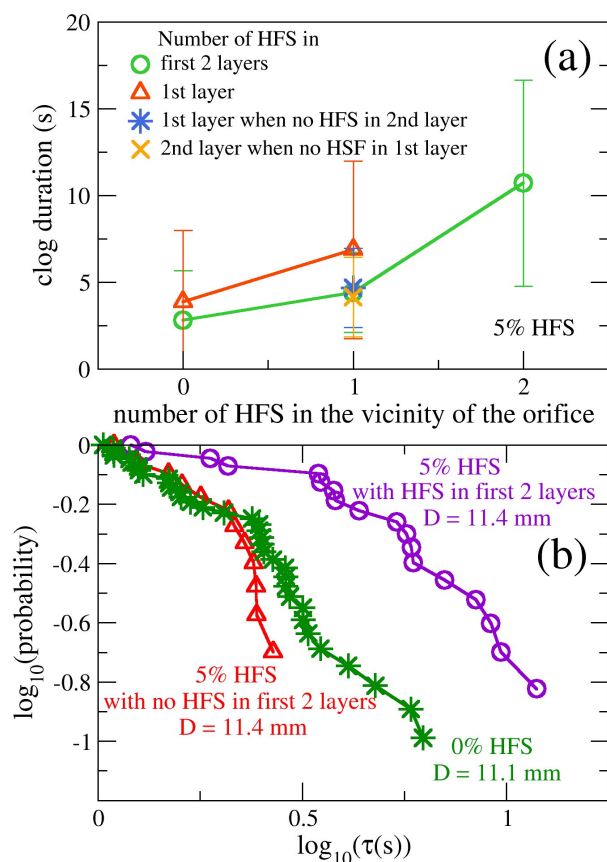 20
15
10
5
0
clog duration (s)
Number of HFS in
first 2 layers
1st layer
1st layer when no HFS in 2nd layer
2nd layer when no HSF in 1st layer
(a)
5% HFS
0
1
2
number of HFS in the vicinity of the orifice
0
-0.2
-0.4
-0.6
-0.8
-1
log10(probability)
5% HFS
with HFS in first 2 layers
D = 11.4 mm
(b)
5% HFS
with no HFS in first 2 layers
D = 11.4 mm
0% HFS
D = 11.1 mm
0
0.5
1
log10(τ(s))